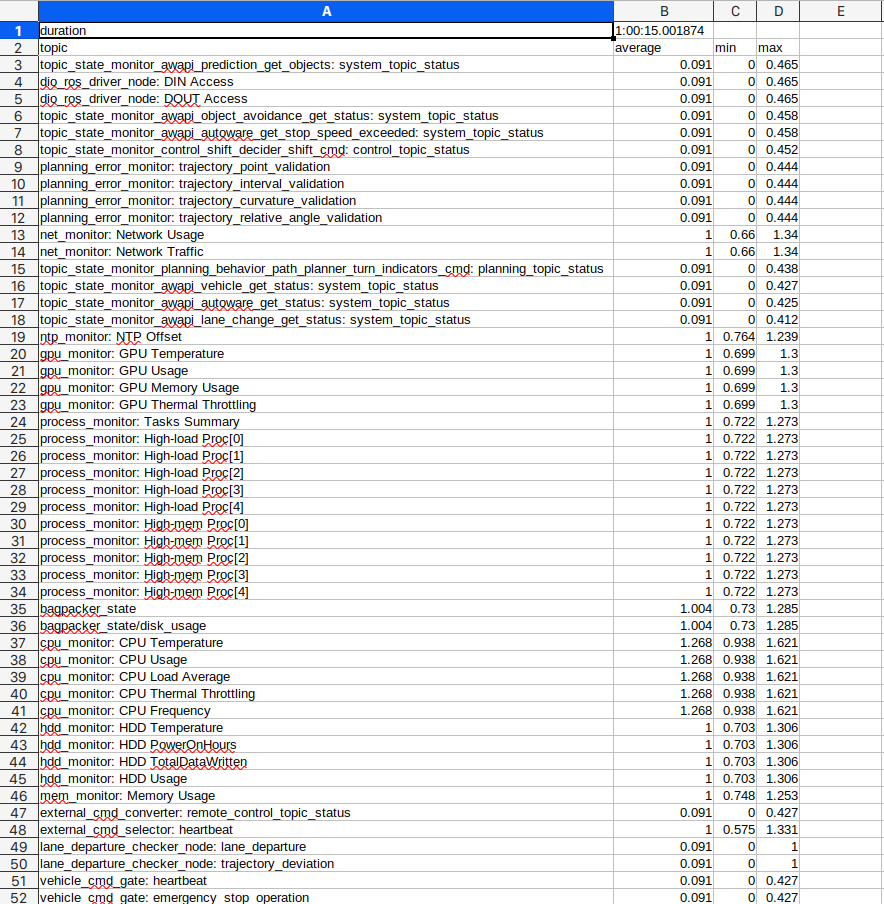 A B C D E
1 duration 1:00:15.001874
2 topic average min max
3 topic_state_monitor_awapi_prediction_get_objects: system_topic_status 0.091 0 0.465
4 dio_ros_driver_node: DIN Access 0.091 0 0.465
5 dio_ros_driver_node: DOUT Access 0.091 0 0.465
6 topic_state_monitor_awapi_object_avoidance_get_status: system_topic_status 0.091 0 0.458
7 topic_state_monitor_awapi_autoware_get_stop_speed_exceeded: system_topic_status 0.091 0 0.458
8 topic_state_monitor_control_shift_decider_shift_cmd: control_topic_status 0.091 0 0.452
9 planning_error_monitor: trajectory_point_validation 0.091 0 0.444
10 planning_error_monitor: trajectory_interval_validation 0.091 0 0.444
11 planning_error_monitor: trajectory_curvature_validation 0.091 0 0.444
12 planning_error_monitor: trajectory_relative_angle_validation 0.091 0 0.444
13 net_monitor: Network Usage 1 0.66 1.34
14 net_monitor: Network Traffic 1 0.66 1.34
15 topic_state_monitor_planning_behavior_path_planner_turn_indicators_cmd: planning_topic_status 0.091 0 0.438
16 topic_state_monitor_awapi_vehicle_get_status: system_topic_status 0.091 0 0.427
17 topic_state_monitor_awapi_autoware_get_status: system_topic_status 0.091 0 0.425
18 topic_state_monitor_awapi_lane_change_get_status: system_topic_status 0.091 0 0.412
19 ntp_monitor: NTP Offset 1 0.764 1.239
20 gpu_monitor: GPU Temperature 1 0.699 1.3
21 gpu_monitor: GPU Usage 1 0.699 1.3
22 gpu_monitor: GPU Memory Usage 1 0.699 1.3
23 gpu_monitor: GPU Thermal Throttling 1 0.699 1.3
24 process_monitor: Tasks Summary 1 0.722 1.273
25 process_monitor: High-load Proc[0] 1 0.722 1.273
26 process_monitor: High-load Proc[1] 1 0.722 1.273
27 process_monitor: High-load Proc[2] 1 0.722 1.273
28 process_monitor: High-load Proc[3] 1 0.722 1.273
29 process_monitor: High-load Proc[4] 1 0.722 1.273
30 process_monitor: High-mem Proc[0] 1 0.722 1.273
31 process_monitor: High-mem Proc[1] 1 0.722 1.273
32 process_monitor: High-mem Proc[2] 1 0.722 1.273
33 process_monitor: High-mem Proc[3] 1 0.722 1.273
34 process_monitor: High-mem Proc[4] 1 0.722 1.273
35 bagpacker_state 1.004 0.73 1.285
36 bagpacker_state/disk_usage 1.004 0.73 1.285
37 cpu_monitor: CPU Temperature 1.268 0.938 1.621
38 cpu_monitor: CPU Usage 1.268 0.938 1.621
39 cpu_monitor: CPU Load Average 1.268 0.938 1.621
40 cpu_monitor: CPU Thermal Throttling 1.268 0.938 1.621
41 cpu_monitor: CPU Frequency 1.268 0.938 1.621
42 hdd_monitor: HDD Temperature 1 0.703 1.306
43 hdd_monitor: HDD PowerOnHours 1 0.703 1.306
44 hdd_monitor: HDD TotalDataWritten 1 0.703 1.306
45 hdd_monitor: HDD Usage 1 0.703 1.306
46 mem_monitor: Memory Usage 1 0.748 1.253
47 external_cmd_converter: remote_control_topic_status 0.091 0 0.427
48 external_cmd_selector: heartbeat 1 0.575 1.331
49 lane_departure_checker_node: lane_departure 0.091 0 1
50 lane_departure_checker_node: trajectory_deviation 0.091 0 1
51 vehicle_cmd_gate: heartbeat 0.091 0 0.427
52 vehicle_cmd_gate: emergency_stop_operation 0.091 0 0.427